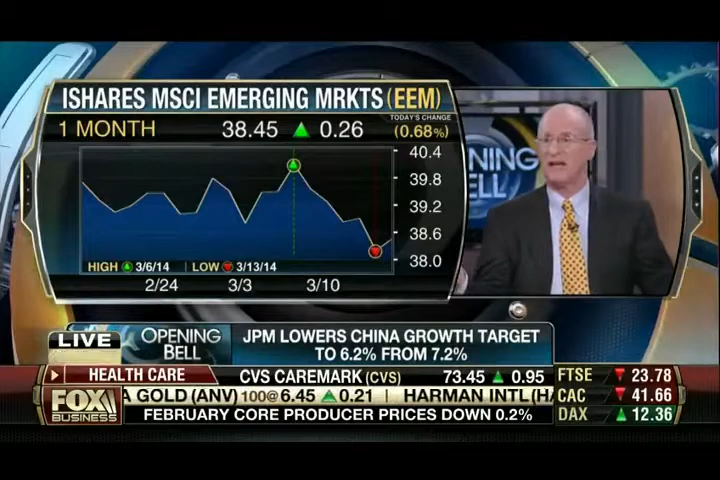 ISHARES MSCI EMERGING MRKTS (EEM)
1 MONTH
38.45 ▲ 0.26
TODAY'S CHANGE
(0.68%)
40.4
39.8
39.2
38.6
38.0
HIGH 3/6/14 | LOW 3/13/14
2/24 3/3 3/10
NING
BELL
LIVE
OPENING
BELL
JPM LOWERS CHINA GROWTH TARGET
TO 6.2% FROM 7.2%
HEALTH CARE
CVS CAREMARK (CVS) 73.45 ▲ 0.95
FOX
BUSINESS
A GOLD (ANV) 100@ 6.45 ▲ 0.21 | HARMAN INTL (HA
FEBRUARY CORE PRODUCER PRICES DOWN 0.2%
FTSE ▼ 23.78
CAC ▼ 41.66
DAX ▲ 12.36